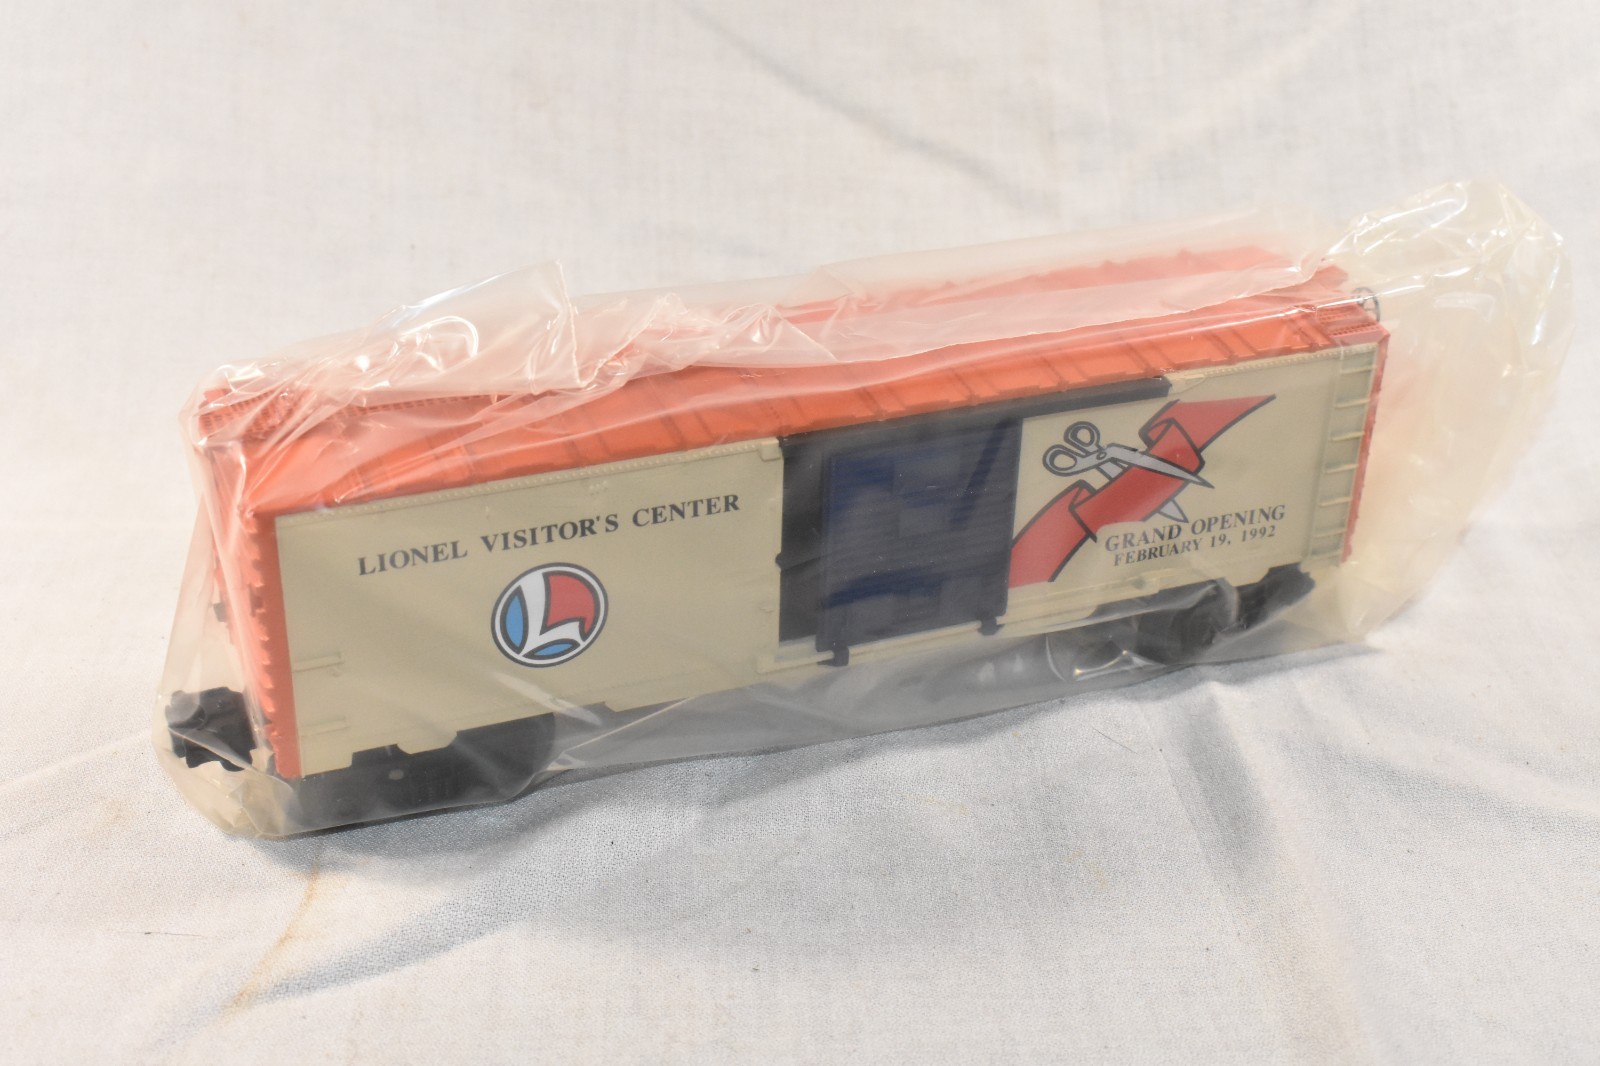 LIONEL VISITOR'S CENTER
L
GRAND OPENING
FEBRUARY 19, 1992